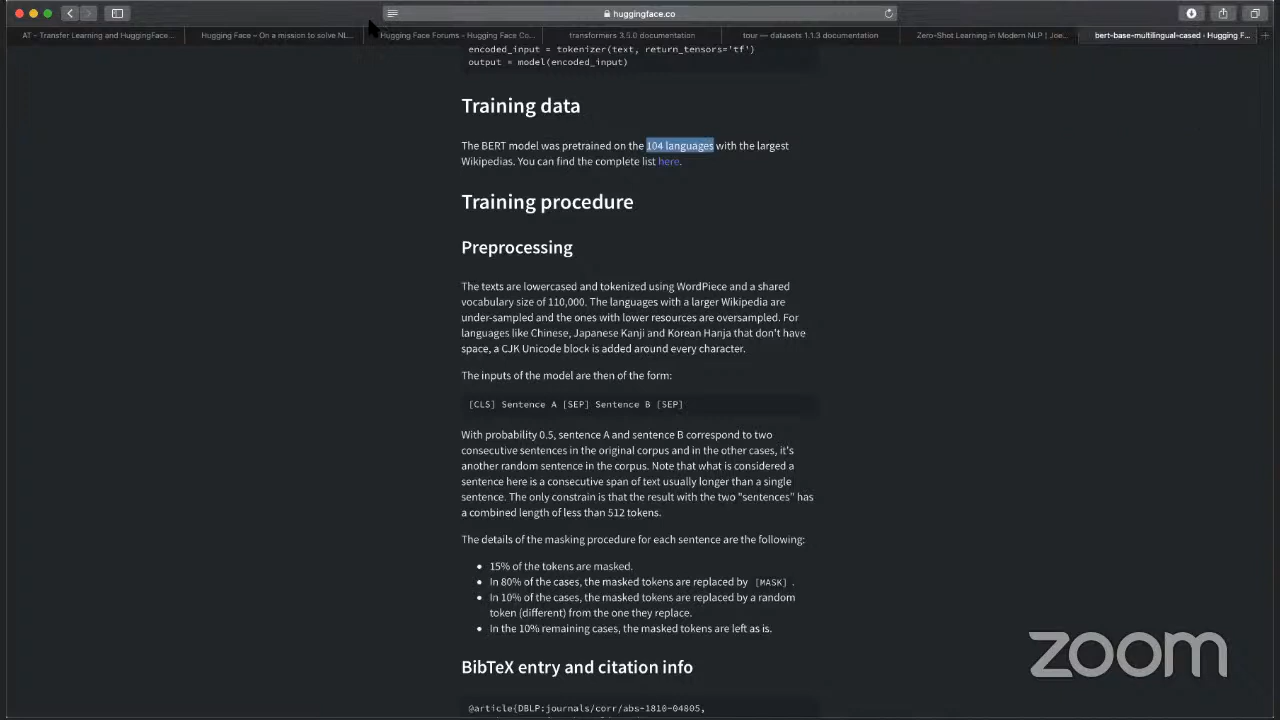 huggingface.co
AT - Transfer Learning and HuggingFace...
Hugging Face – On a mission to solve NL...
Hugging Face Forums - Hugging Face Co...
transformers 3.5.0 documentation
tour — datasets 1.1.3 documentation
Zero-Shot Learning in Modern NLP | Joe...
bert-base-multilingual-cased · Hugging F...
encoded_input = tokenizer(text, return_tensors='tf')
output = model(encoded_input)
Training data
The BERT model was pretrained on the 104 languages with the largest
Wikipedias. You can find the complete list here.
Training procedure
Preprocessing
The texts are lowercased and tokenized using WordPiece and a shared
vocabulary size of 110,000. The languages with a larger Wikipedia are
under-sampled and the ones with lower resources are oversampled. For
languages like Chinese, Japanese Kanji and Korean Hanja that don't have
space, a CJK Unicode block is added around every character.
The inputs of the model are then of the form:
[CLS] Sentence A [SEP] Sentence B [SEP]
With probability 0.5, sentence A and sentence B correspond to two
consecutive sentences in the original corpus and in the other cases, it's
another random sentence in the corpus. Note that what is considered a
sentence here is a consecutive span of text usually longer than a single
sentence. The only constrain is that the result with the two "sentences" has
a combined length of less than 512 tokens.
The details of the masking procedure for each sentence are the following:
• 15% of the tokens are masked.
• In 80% of the cases, the masked tokens are replaced by [MASK] .
• In 10% of the cases, the masked tokens are replaced by a random
token (different) from the one they replace.
• In the 10% remaining cases, the masked tokens are left as is.
BibTeX entry and citation info
@article{DBLP:journals/corr/abs-1810-04805,
zoom